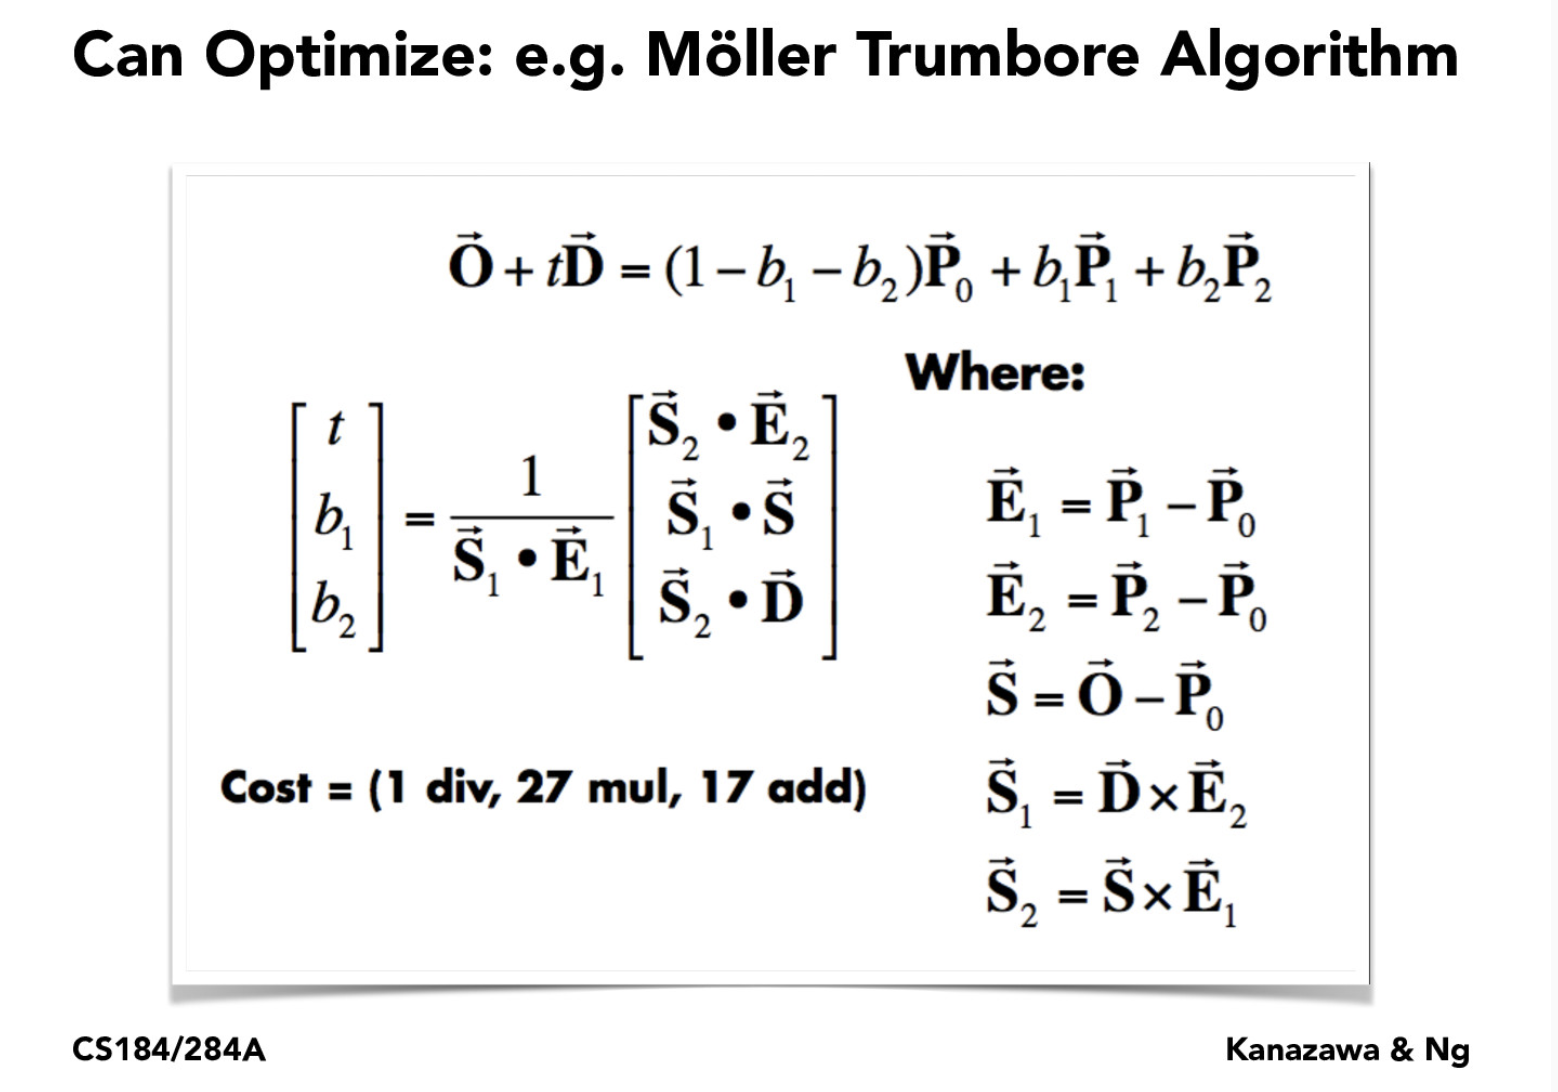 Can Optimize: e.g. Möller Trumbore Algorithm
$\vec{\mathbf{O}} + t\vec{\mathbf{D}} = (1 - b_1 - b_2)\vec{\mathbf{P}}_0 + b_1\vec{\mathbf{P}}_1 + b_2\vec{\mathbf{P}}_2$
Where:
$\begin{bmatrix} t \\ b_1 \\ b_2 \end{bmatrix} = \frac{1}{\vec{\mathbf{S}}_1 \bullet \vec{\mathbf{E}}_1} \begin{bmatrix} \vec{\mathbf{S}}_2 \bullet \vec{\mathbf{E}}_2 \\ \vec{\mathbf{S}}_1 \bullet \vec{\mathbf{S}} \\ \vec{\mathbf{S}}_2 \bullet \vec{\mathbf{D}} \end{bmatrix}$
$\vec{\mathbf{E}}_1 = \vec{\mathbf{P}}_1 - \vec{\mathbf{P}}_0$
$\vec{\mathbf{E}}_2 = \vec{\mathbf{P}}_2 - \vec{\mathbf{P}}_0$
$\vec{\mathbf{S}} = \vec{\mathbf{O}} - \vec{\mathbf{P}}_0$
Cost = (1 div, 27 mul, 17 add)
$\vec{\mathbf{S}}_1 = \vec{\mathbf{D}} \times \vec{\mathbf{E}}_2$
$\vec{\mathbf{S}}_2 = \vec{\mathbf{S}} \times \vec{\mathbf{E}}_1$
CS184/284A
Kanazawa & Ng